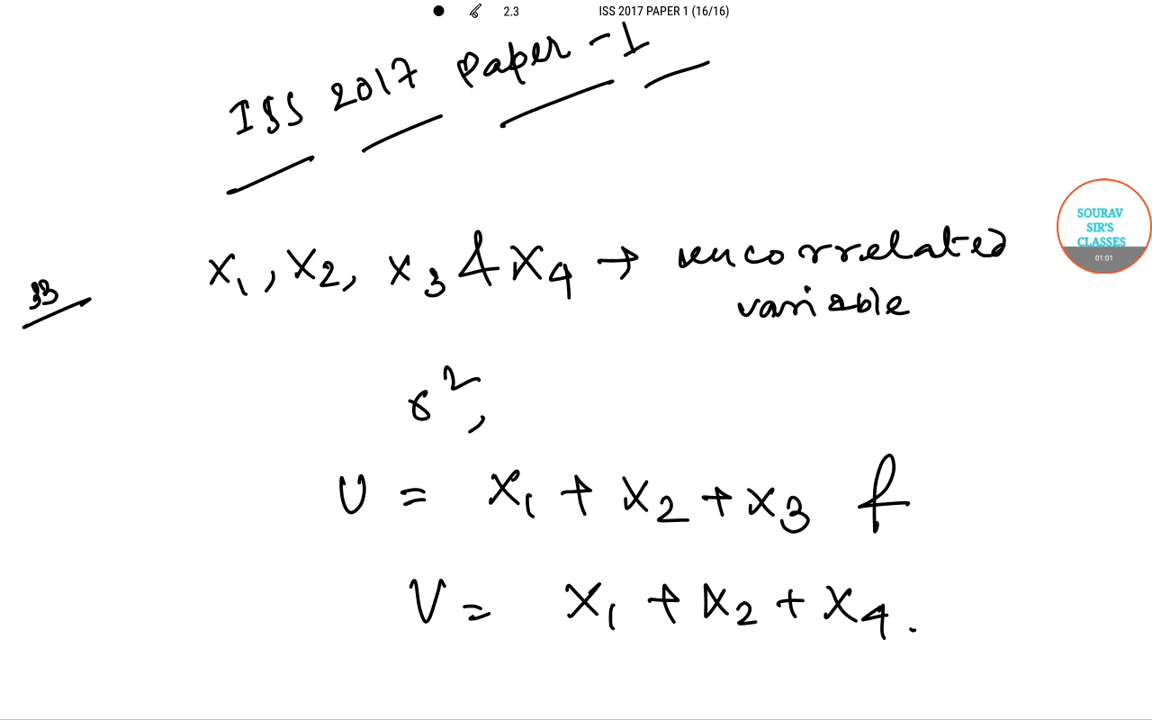 2.3 ISS 2017 PAPER 1 (16/16)
ISS 2017 Paper - I
SOURAV
SIR'S
CLASSES
01:01
33
x₁, x₂, x₃ & x₄ → uncorrelated
variable
σ²,
U = x₁ + x₂ + x₃ &
V = x₁ + x₂ + x₄.